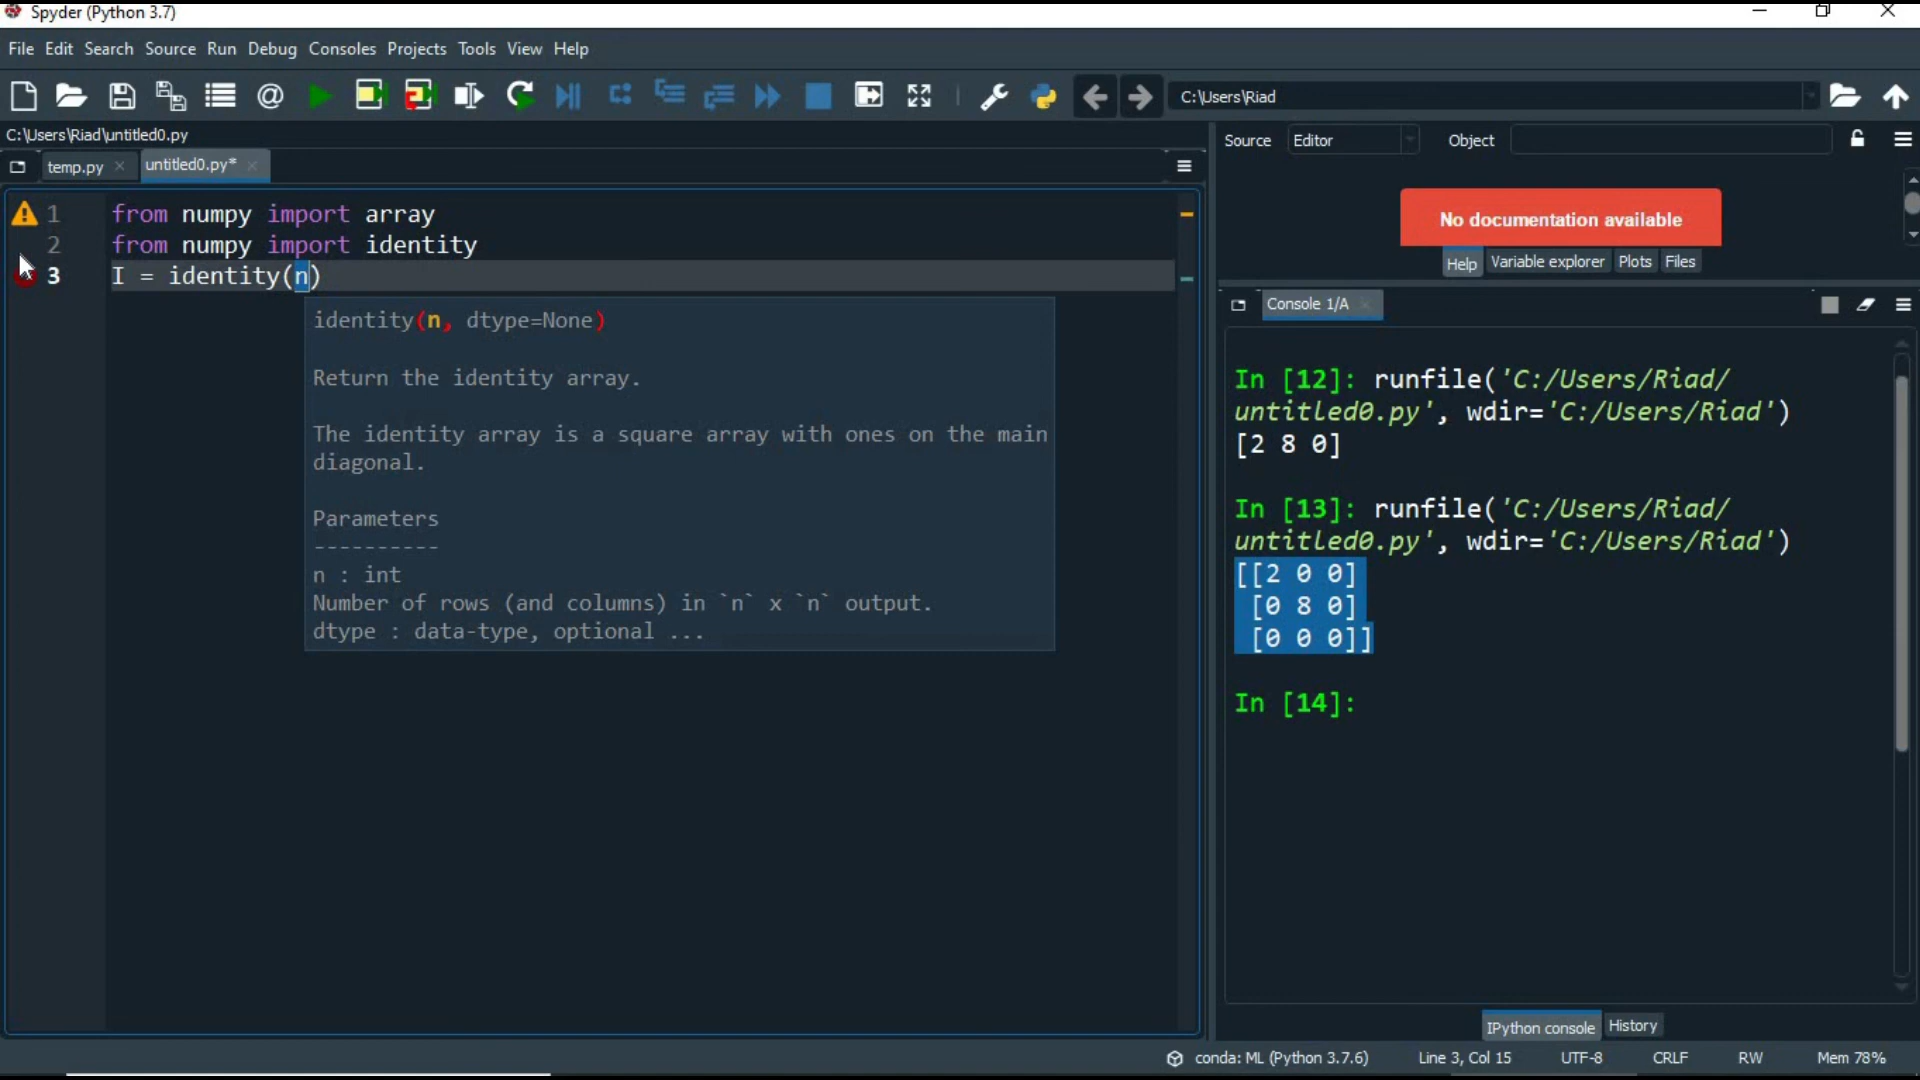 Spyder (Python 3.7)
File Edit Search Source Run Debug Consoles Projects Tools View Help
C:\Users\Riad
C:\Users\Riad\untitled0.py
temp.py untitled0.py*
1 from numpy import array
2 from numpy import identity
3 I = identity(n)
identity(n, dtype=None)
Return the identity array.
The identity array is a square array with ones on the main
diagonal.
Parameters
----------
n : int
Number of rows (and columns) in `n` x `n` output.
dtype : data-type, optional ...
Source Editor Object
No documentation available
Help Variable explorer Plots Files
Console 1/A
In [12]: runfile('C:/Users/Riad/
untitled0.py', wdir='C:/Users/Riad')
[2 8 0]
In [13]: runfile('C:/Users/Riad/
untitled0.py', wdir='C:/Users/Riad')
[[2 0 0]
[0 8 0]
[0 0 0]]
In [14]:
IPython console History
conda: ML (Python 3.7.6) Line 3, Col 15 UTF-8 CRLF RW Mem 78%